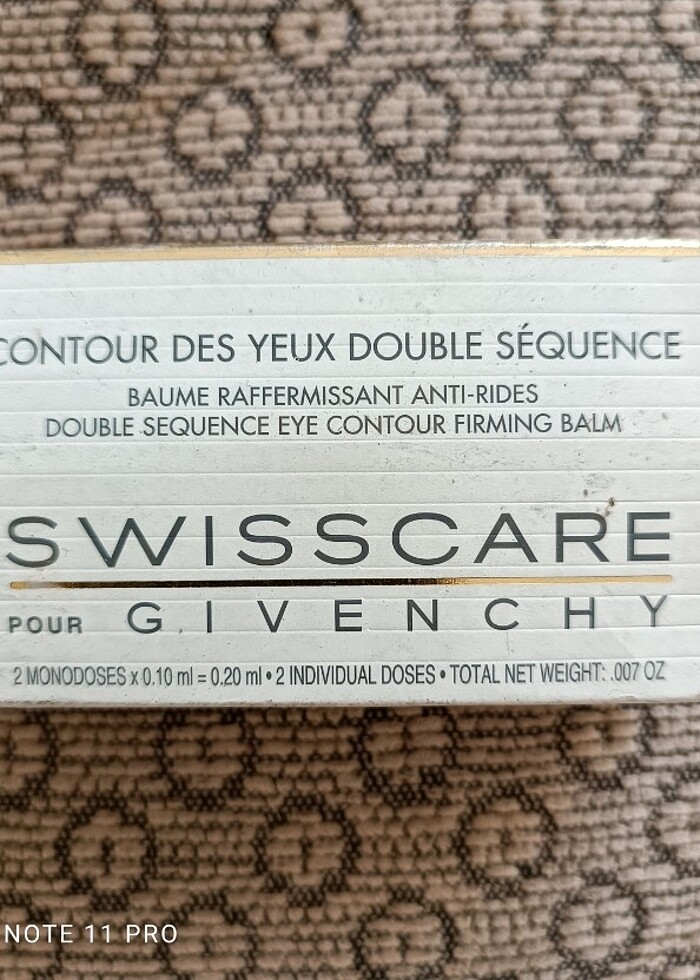 CONTOUR DES YEUX DOUBLE SÉQUENCE
BAUME RAFFERMISSANT ANTI-RIDES
DOUBLE SEQUENCE EYE CONTOUR FIRMING BALM
SWISSCARE
POUR GIVENCHY
2 MONODOSES x 0.10 ml = 0.20 ml • 2 INDIVIDUAL DOSES • TOTAL NET WEIGHT: .007 OZ
NOTE 11 PRO